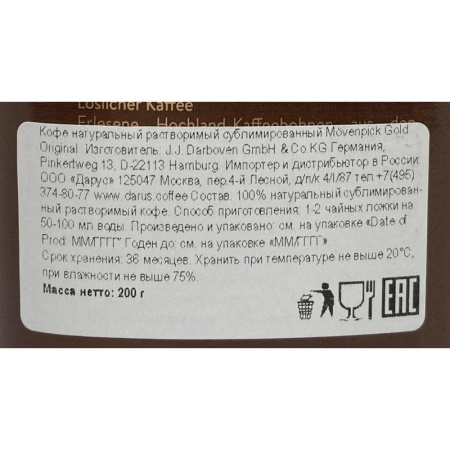 Löslicher Kaffee
Erlesene Hochland-Kaffeebohnen aus den
Кофе натуральный растворимый сублимированный Mövenpick Gold
Original Изготовитель: J.J. Darboven GmbH & Co.KG Германия,
Pinkertweg 13, D-22113 Hamburg. Импортер и дистрибьютор в России:
ООО «Дарус» 125047 Москва, пер.4-й Лесной, д/п/к 4/I/87 тел +7(495)
374-80-77 www.darus.coffee Состав: 100% натуральный сублимирован-
ный растворимый кофе. Способ приготовления: 1-2 чайных ложки на
50-100 мл воды. Произведено и упаковано: см. на упаковке «Date of
Prod: ММ/ГГГГ" Годен до: см. на упаковке «ММ/ГГГГ»
Срок хранения: 36 месяцев. Хранить при температуре не выше 20°С,
при влажности не выше 75%.
Масса нетто: 200 г
EAC